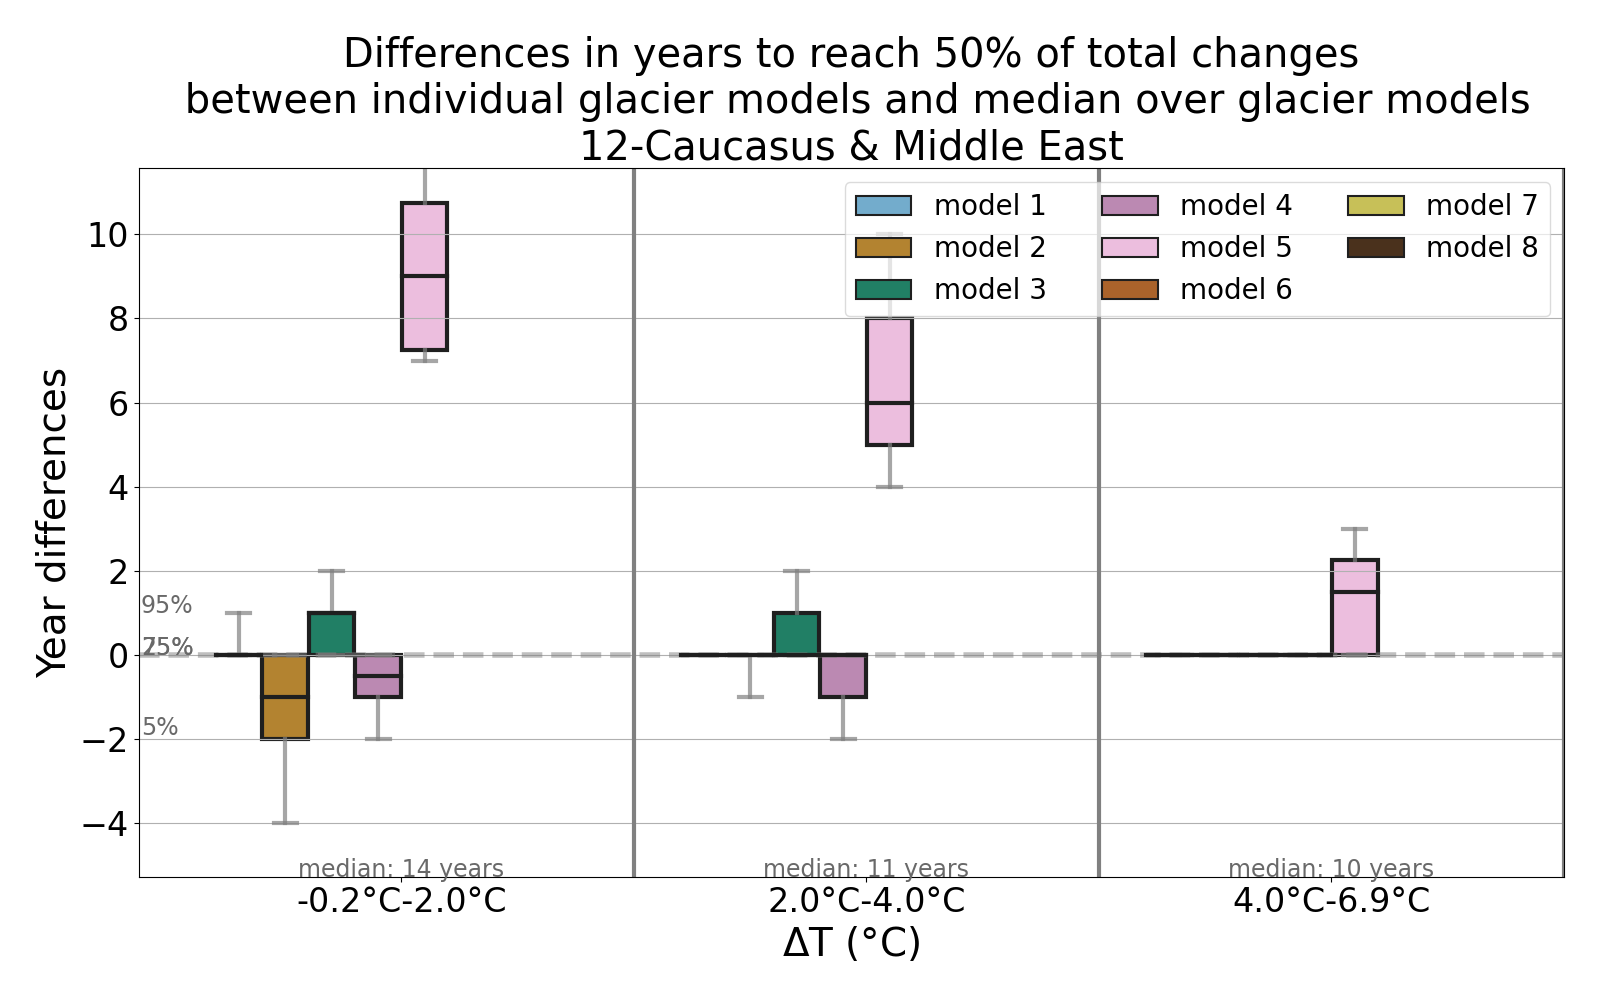 Differences in years to reach 50% of total changes
between individual glacier models and median over glacier models
12-Caucasus & Middle East
model 1
model 2
model 3
model 4
model 5
model 6
model 7
model 8
Year differences
10
8
6
4
2
0
−2
−4
95%
75%
5%
median: 14 years
median: 11 years
median: 10 years
-0.2°C-2.0°C
2.0°C-4.0°C
4.0°C-6.9°C
ΔT (°C)